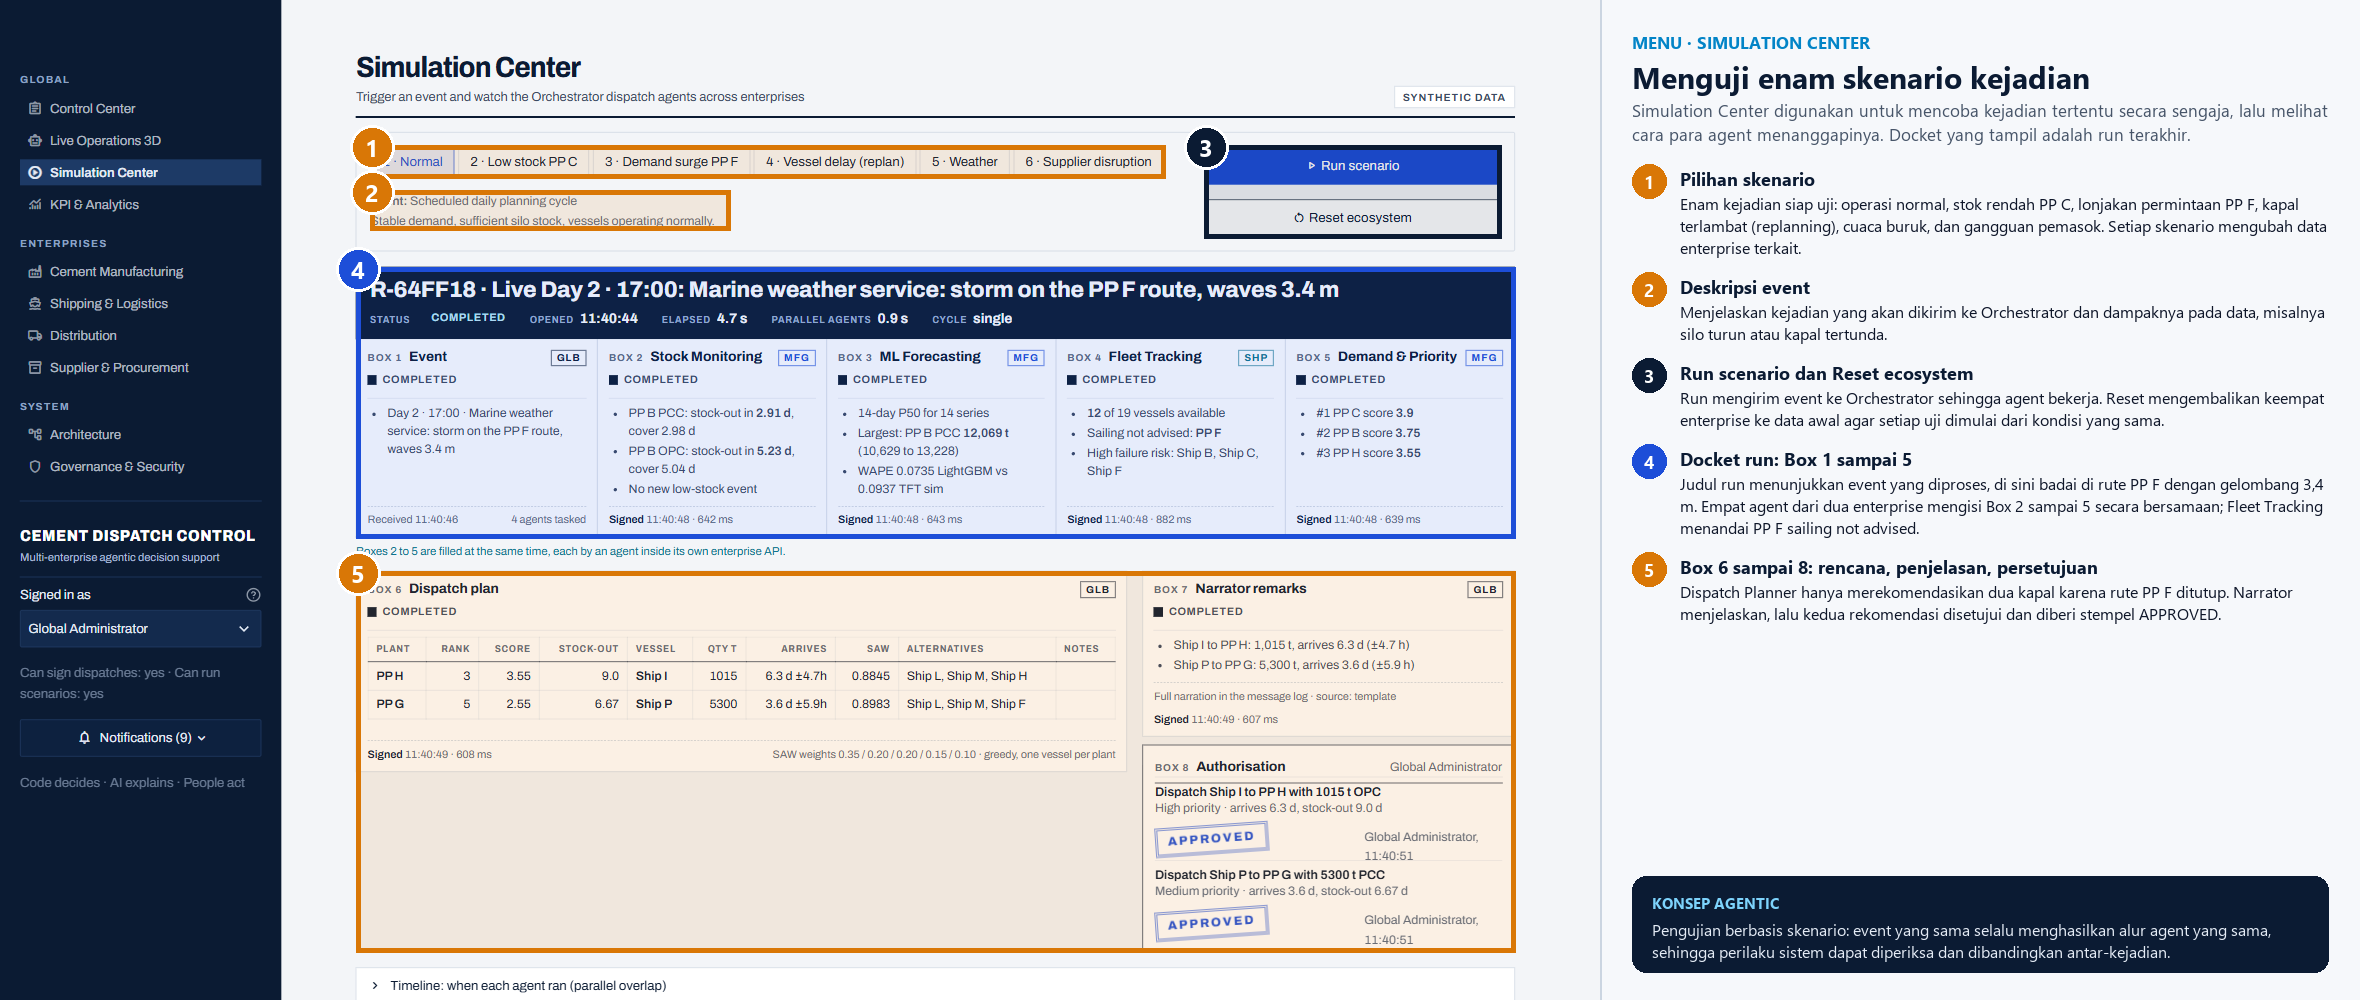 GLOBAL
Control Center
Live Operations 3D
Simulation Center
KPI & Analytics
ENTERPRISES
Cement Manufacturing
Shipping & Logistics
Distribution
Supplier & Procurement
SYSTEM
Architecture
Governance & Security
CEMENT DISPATCH CONTROL
Multi-enterprise agentic decision support
Signed in as
Global Administrator
Can sign dispatches: yes · Can run
scenarios: yes
Notifications (9)
Code decides · AI explains · People act
Simulation Center
Trigger an event and watch the Orchestrator dispatch agents across enterprises
SYNTHETIC DATA
1
· Normal
2 · Low stock PP C
3 · Demand surge PP F
4 · Vessel delay (replan)
5 · Weather
6 · Supplier disruption
2
Scheduled daily planning cycle
Stable demand, sufficient silo stock, vessels operating normally.
3
Run scenario
Reset ecosystem
4
R-64FF18 · Live Day 2 · 17:00: Marine weather service: storm on the PP F route, waves 3.4 m
STATUS COMPLETED OPENED 11:40:44 ELAPSED 4.7 s PARALLEL AGENTS 0.9 s CYCLE single
BOX 1 Event GLB
COMPLETED
Day 2 · 17:00 · Marine weather
service: storm on the PP F route,
waves 3.4 m
Received 11:40:46 4 agents tasked
BOX 2 Stock Monitoring MFG
COMPLETED
PP B PCC: stock-out in 2.91 d,
cover 2.98 d
PP B OPC: stock-out in 5.23 d,
cover 5.04 d
No new low-stock event
Signed 11:40:48 · 642 ms
BOX 3 ML Forecasting MFG
COMPLETED
14-day P50 for 14 series
Largest: PP B PCC 12,069 t
(10,629 to 13,228)
WAPE 0.0735 LightGBM vs
0.0937 TFT sim
Signed 11:40:48 · 643 ms
BOX 4 Fleet Tracking SHP
COMPLETED
12 of 19 vessels available
Sailing not advised: PP F
High failure risk: Ship B, Ship C,
Ship F
Signed 11:40:48 · 882 ms
BOX 5 Demand & Priority MFG
COMPLETED
#1 PP C score 3.9
#2 PP B score 3.75
#3 PP H score 3.55
Signed 11:40:48 · 639 ms
Boxes 2 to 5 are filled at the same time, each by an agent inside its own enterprise API.
5
BOX 6 Dispatch plan GLB
COMPLETED
PLANT RANK SCORE STOCK-OUT VESSEL QTY T ARRIVES SAW ALTERNATIVES NOTES
PP H 3 3.55 9.0 Ship I 1015 6.3 d ±4.7h 0.8845 Ship L, Ship M, Ship H
PP G 5 2.55 6.67 Ship P 5300 3.6 d ±5.9h 0.8983 Ship L, Ship M, Ship F
Signed 11:40:49 · 608 ms SAW weights 0.35 / 0.20 / 0.20 / 0.15 / 0.10 · greedy, one vessel per plant
BOX 7 Narrator remarks GLB
COMPLETED
Ship I to PP H: 1,015 t, arrives 6.3 d (±4.7 h)
Ship P to PP G: 5,300 t, arrives 3.6 d (±5.9 h)
Full narration in the message log · source: template
Signed 11:40:49 · 607 ms
BOX 8 Authorisation Global Administrator
Dispatch Ship I to PP H with 1015 t OPC
High priority · arrives 6.3 d, stock-out 9.0 d
APPROVED
Global Administrator,
11:40:51
Dispatch Ship P to PP G with 5300 t PCC
Medium priority · arrives 3.6 d, stock-out 6.67 d
APPROVED
Global Administrator,
11:40:51
Timeline: when each agent ran (parallel overlap)
MENU · SIMULATION CENTER
Menguji enam skenario kejadian
Simulation Center digunakan untuk mencoba kejadian tertentu secara sengaja, lalu melihat
cara para agent menanggapinya. Docket yang tampil adalah run terakhir.
1 Pilihan skenario
Enam kejadian siap uji: operasi normal, stok rendah PP C, lonjakan permintaan PP F, kapal
terlambat (replanning), cuaca buruk, dan gangguan pemasok. Setiap skenario mengubah data
enterprise terkait.
2 Deskripsi event
Menjelaskan kejadian yang akan dikirim ke Orchestrator dan dampaknya pada data, misalnya
silo turun atau kapal tertunda.
3 Run scenario dan Reset ecosystem
Run mengirim event ke Orchestrator sehingga agent bekerja. Reset mengembalikan keempat
enterprise ke data awal agar setiap uji dimulai dari kondisi yang sama.
4 Docket run: Box 1 sampai 5
Judul run menunjukkan event yang diproses, di sini badai di rute PP F dengan gelombang 3,4
m. Empat agent dari dua enterprise mengisi Box 2 sampai 5 secara bersamaan; Fleet Tracking
menandai PP F sailing not advised.
5 Box 6 sampai 8: rencana, penjelasan, persetujuan
Dispatch Planner hanya merekomendasikan dua kapal karena rute PP F ditutup. Narrator
menjelaskan, lalu kedua rekomendasi disetujui dan diberi stempel APPROVED.
KONSEP AGENTIC
Pengujian berbasis skenario: event yang sama selalu menghasilkan alur agent yang sama,
sehingga perilaku sistem dapat diperiksa dan dibandingkan antar-kejadian.